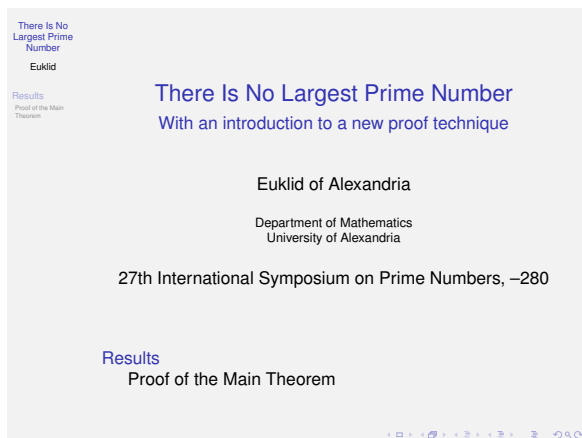 There Is No
Largest Prime
Number
Euklid
Results
Proof of the Main
Theorem
There Is No Largest Prime Number
With an introduction to a new proof technique
Euklid of Alexandria
Department of Mathematics
University of Alexandria
27th International Symposium on Prime Numbers, –280
Results
Proof of the Main Theorem